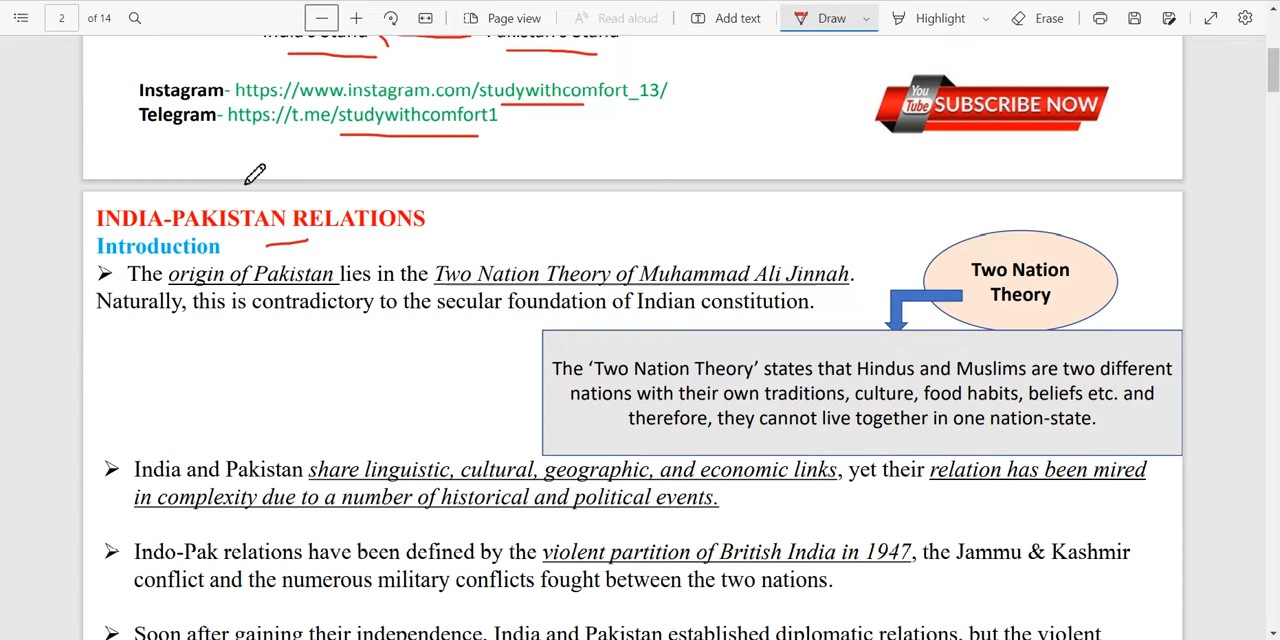 2 of 14 Page view Read aloud Add text Draw Highlight Erase
India's Stand Pakistan's Stand
Instagram- https://www.instagram.com/studywithcomfort_13/
Telegram- https://t.me/studywithcomfort1
You Tube SUBSCRIBE NOW
INDIA-PAKISTAN RELATIONS
Introduction
➢ The origin of Pakistan lies in the Two Nation Theory of Muhammad Ali Jinnah.
Naturally, this is contradictory to the secular foundation of Indian constitution.
Two Nation
Theory
The ‘Two Nation Theory’ states that Hindus and Muslims are two different
nations with their own traditions, culture, food habits, beliefs etc. and
therefore, they cannot live together in one nation-state.
➢ India and Pakistan share linguistic, cultural, geographic, and economic links, yet their relation has been mired
in complexity due to a number of historical and political events.
➢ Indo-Pak relations have been defined by the violent partition of British India in 1947, the Jammu & Kashmir
conflict and the numerous military conflicts fought between the two nations.
➢ Soon after gaining their independence, India and Pakistan established diplomatic relations, but the violent